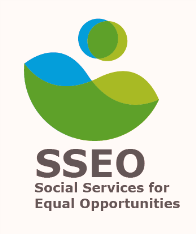 SSEO
Social Services for
Equal Opportunities